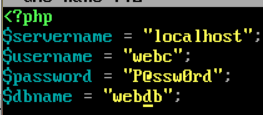 <?php
$servername = "localhost";
$username = "webc";
$password = "P@ssw0rd";
$dbname = "webdb";